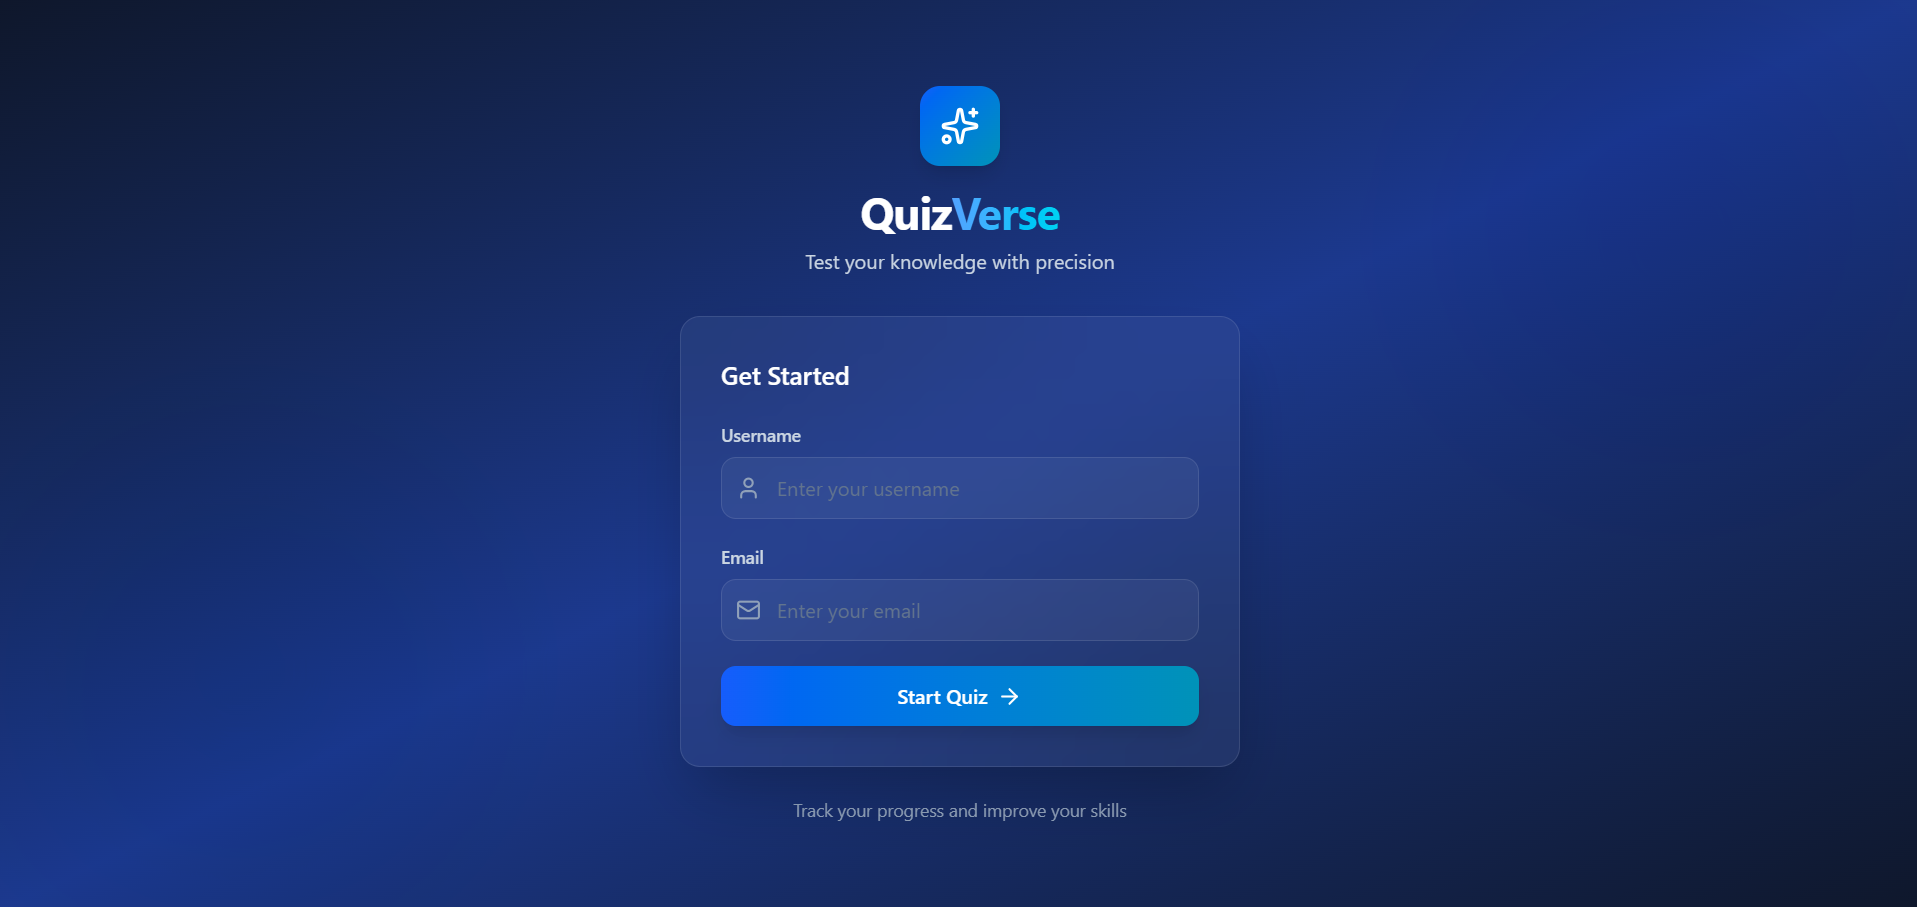 QuizVerse
Test your knowledge with precision
Get Started
Username
Enter your username
Email
Enter your email
Start Quiz
Track your progress and improve your skills